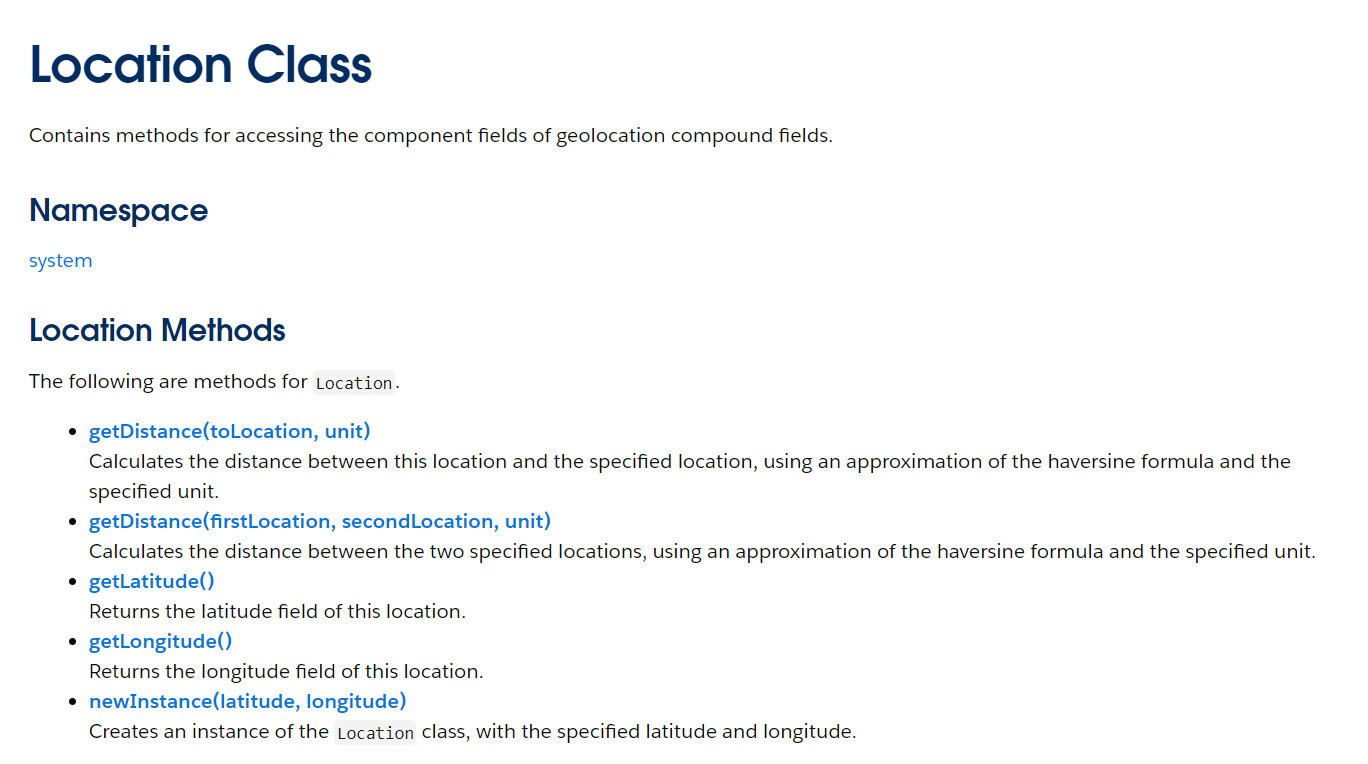 Location Class
Contains methods for accessing the component fields of geolocation compound fields.
Namespace
system
Location Methods
The following are methods for Location.
• getDistance(toLocation, unit)
Calculates the distance between this location and the specified location, using an approximation of the haversine formula and the
specified unit.
• getDistance(firstLocation, secondLocation, unit)
Calculates the distance between the two specified locations, using an approximation of the haversine formula and the specified unit.
• getLatitude()
Returns the latitude field of this location.
• getLongitude()
Returns the longitude field of this location.
• newInstance(latitude, longitude)
Creates an instance of the Location class, with the specified latitude and longitude.